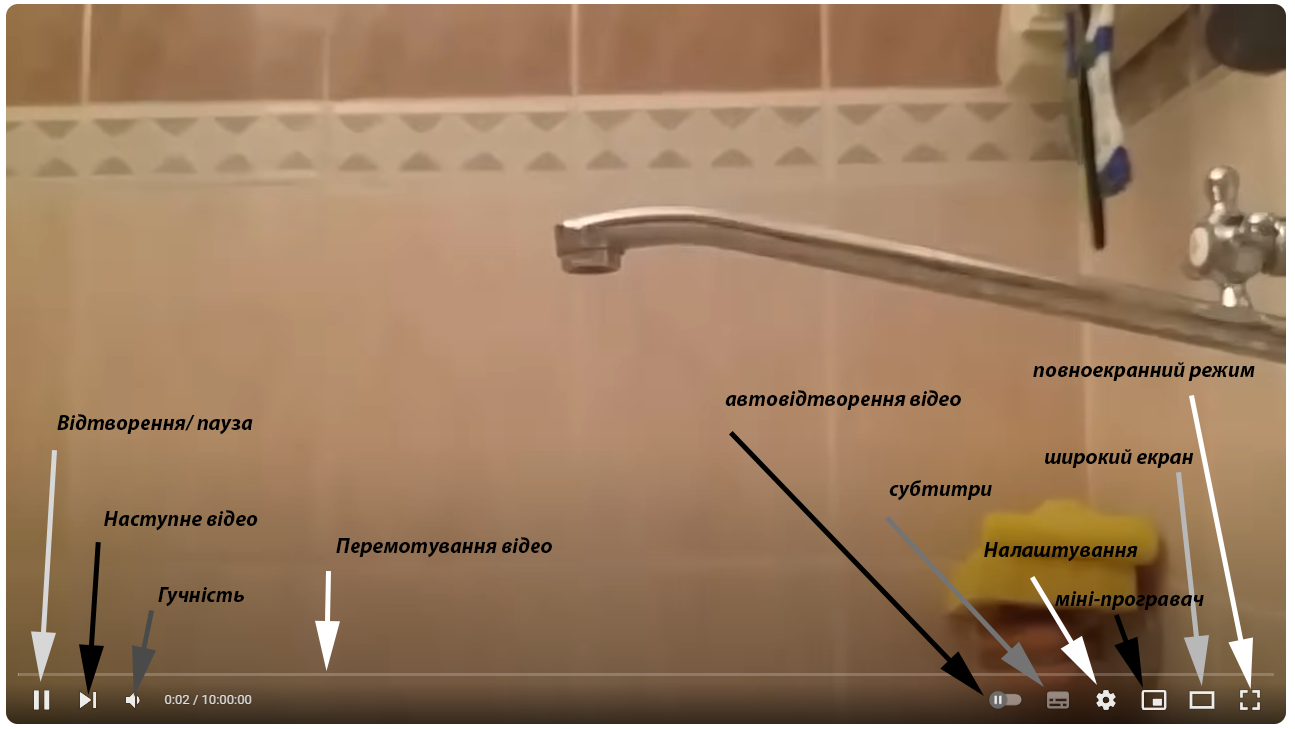 повноекранний режим
автовідтворення відео
Відтворення/ пауза
широкий екран
субтитри
Наступне відео
Перемотування відео
Налаштування
Гучність
міні-програвач
0:02 / 10:00:00